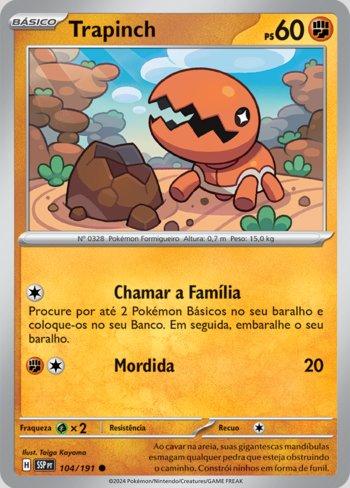 BÁSICO
Trapinch
PS 60
Nº 0328 Pokémon Formigueiro Altura: 0,7 m Peso: 15,0 kg
Chamar a Família
Procure por até 2 Pokémon Básicos no seu baralho e
coloque-os no seu Banco. Em seguida, embaralhe o seu
baralho.
Mordida 20
Fraqueza ×2 Resistência Recuo
Ilust. Taiga Kayama
H SSP PT 104/191
Ao cavar na areia, suas gigantescas mandíbulas
esmagam qualquer pedra que esteja obstruindo
o caminho. Constrói ninhos em forma de funil.
©2024 Pokémon/Nintendo/Creatures/GAME FREAK